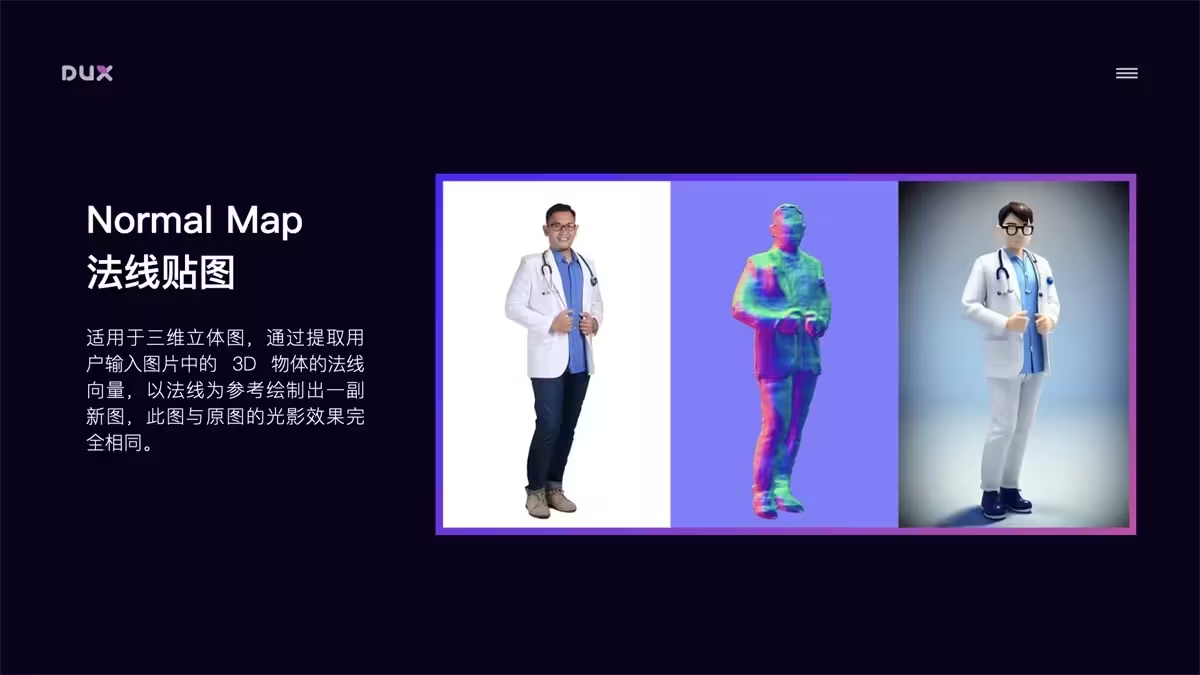 DUX
Normal Map
法线贴图
适用于三维立体图，通过提取用
户输入图片中的 3D 物体的法线
向量，以法线为参考绘制出一副
新图，此图与原图的光影效果完
全相同。